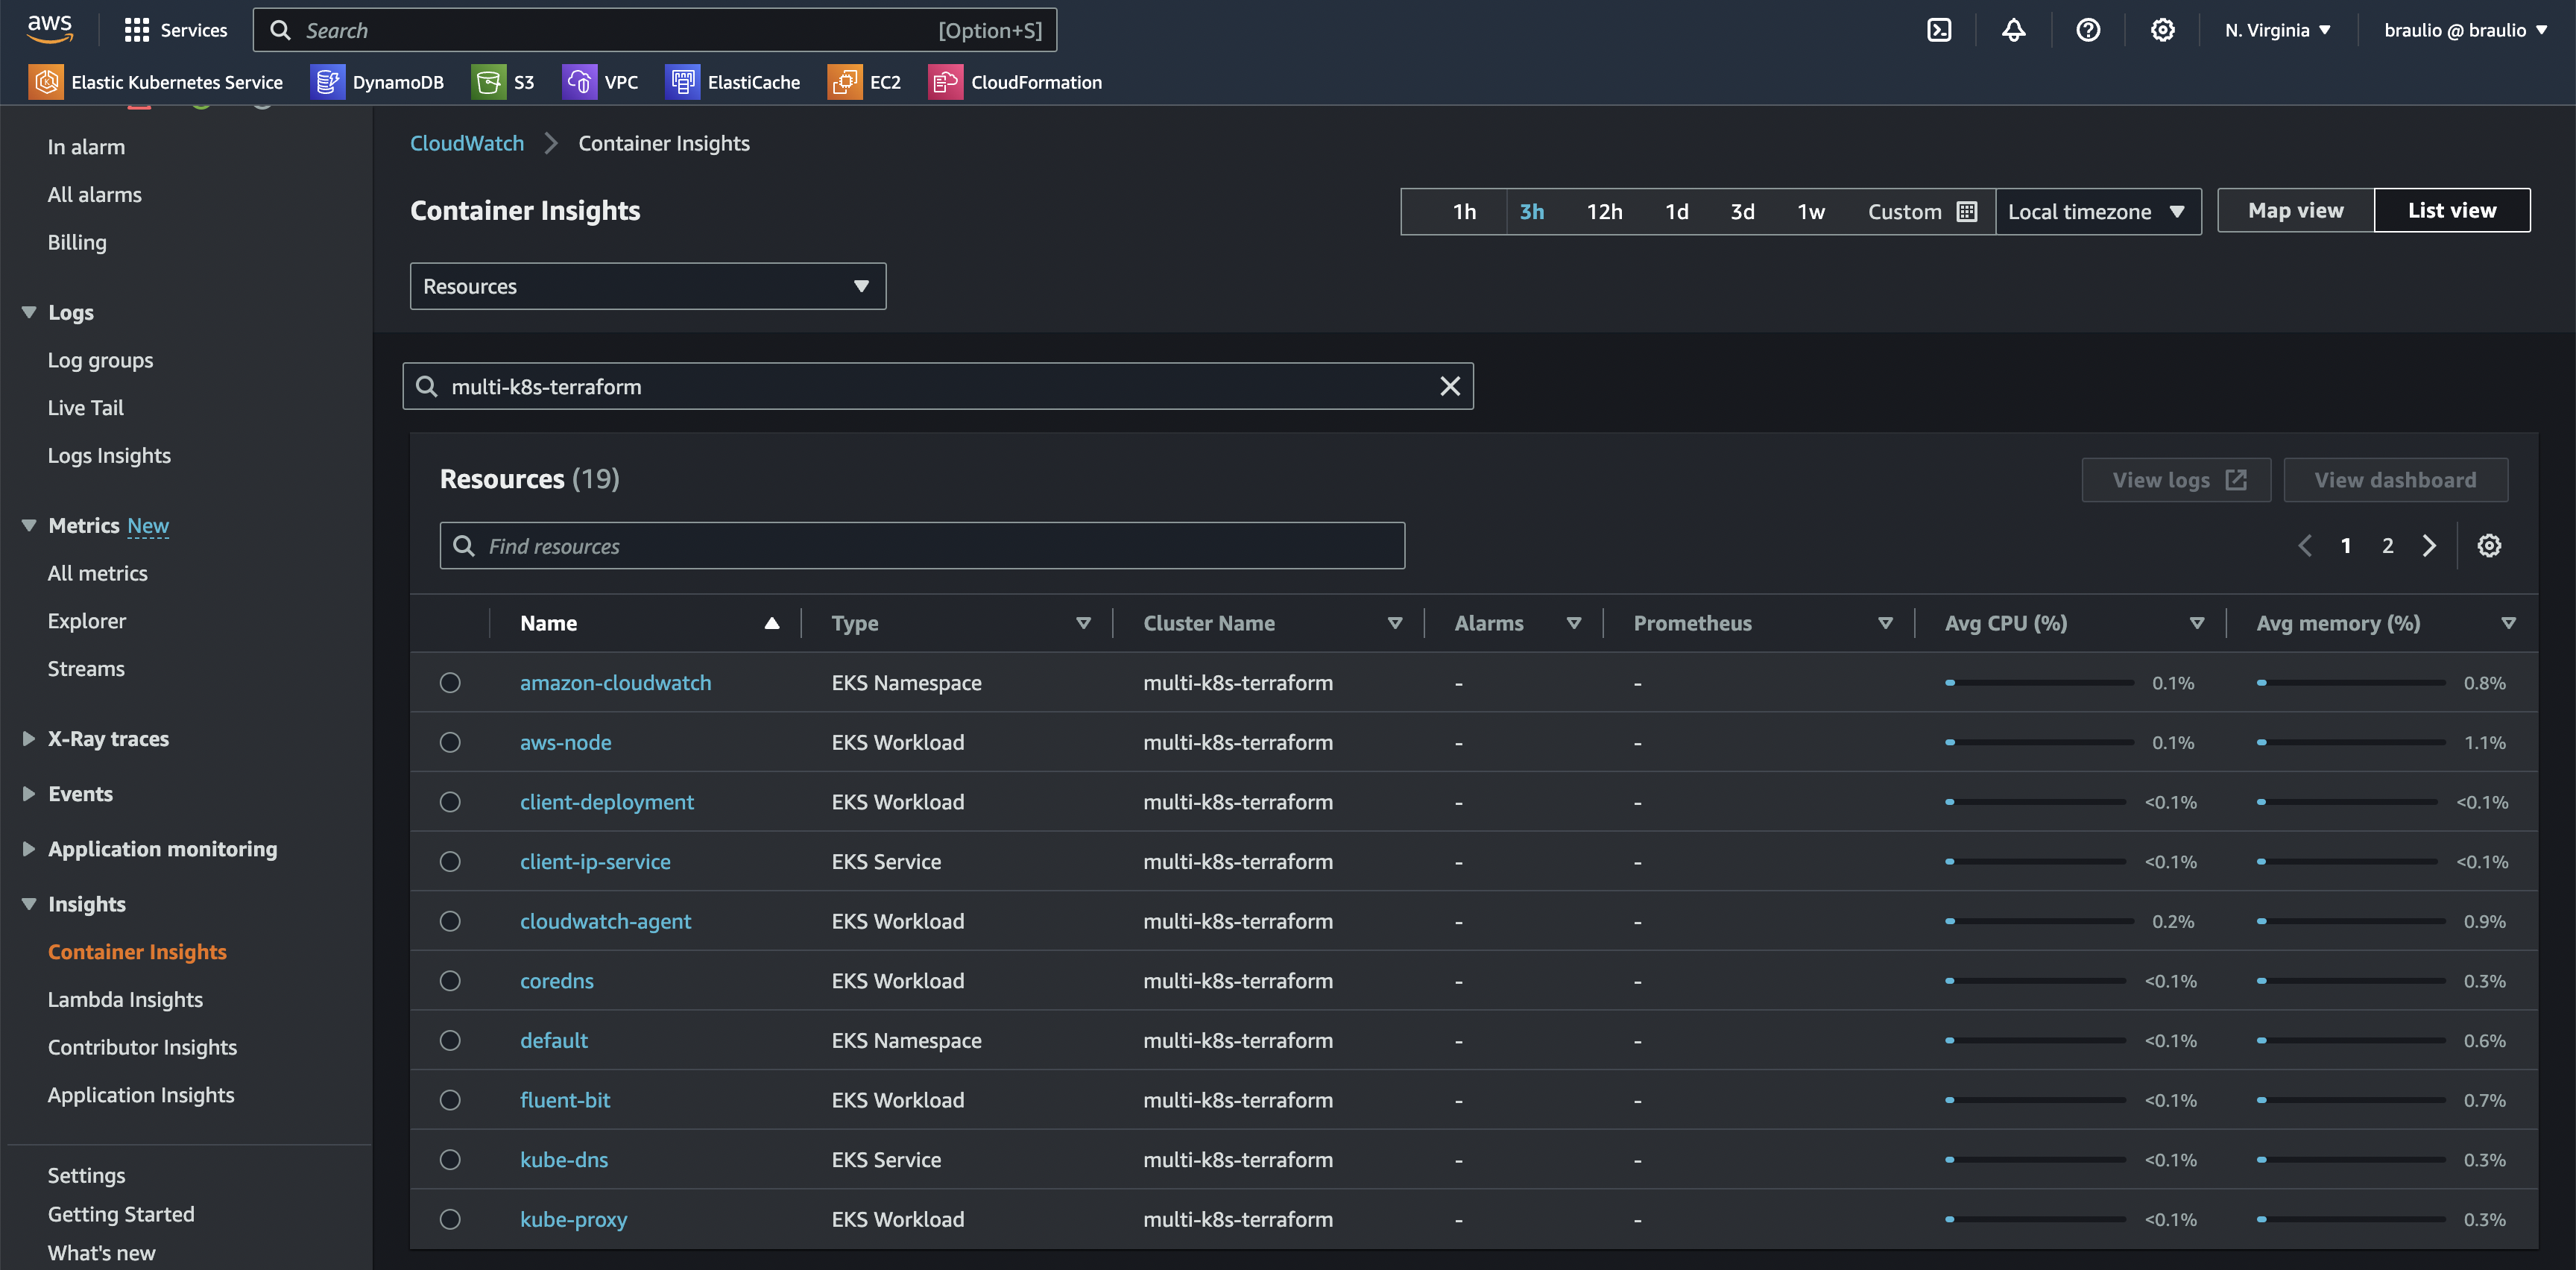 aws
Services
Search
[Option+S]
N. Virginia
braulio @ braulio
Elastic Kubernetes Service
DynamoDB
S3
VPC
ElastiCache
EC2
CloudFormation
In alarm
All alarms
Billing
Logs
Log groups
Live Tail
Logs Insights
Metrics New
All metrics
Explorer
Streams
X-Ray traces
Events
Application monitoring
Insights
Container Insights
Lambda Insights
Contributor Insights
Application Insights
Settings
Getting Started
What's new
CloudWatch
Container Insights
Container Insights
1h 3h 12h 1d 3d 1w Custom
Local timezone
Map view
List view
Resources
multi-k8s-terraform
Resources (19)
View logs
View dashboard
Find resources
1 2
Name Type Cluster Name Alarms Prometheus Avg CPU (%) Avg memory (%)
amazon-cloudwatch EKS Namespace multi-k8s-terraform - - 0.1% 0.8%
aws-node EKS Workload multi-k8s-terraform - - 0.1% 1.1%
client-deployment EKS Workload multi-k8s-terraform - - <0.1% <0.1%
client-ip-service EKS Service multi-k8s-terraform - - <0.1% <0.1%
cloudwatch-agent EKS Workload multi-k8s-terraform - - 0.2% 0.9%
coredns EKS Workload multi-k8s-terraform - - <0.1% 0.3%
default EKS Namespace multi-k8s-terraform - - <0.1% 0.6%
fluent-bit EKS Workload multi-k8s-terraform - - <0.1% 0.7%
kube-dns EKS Service multi-k8s-terraform - - <0.1% 0.3%
kube-proxy EKS Workload multi-k8s-terraform - - <0.1% 0.3%